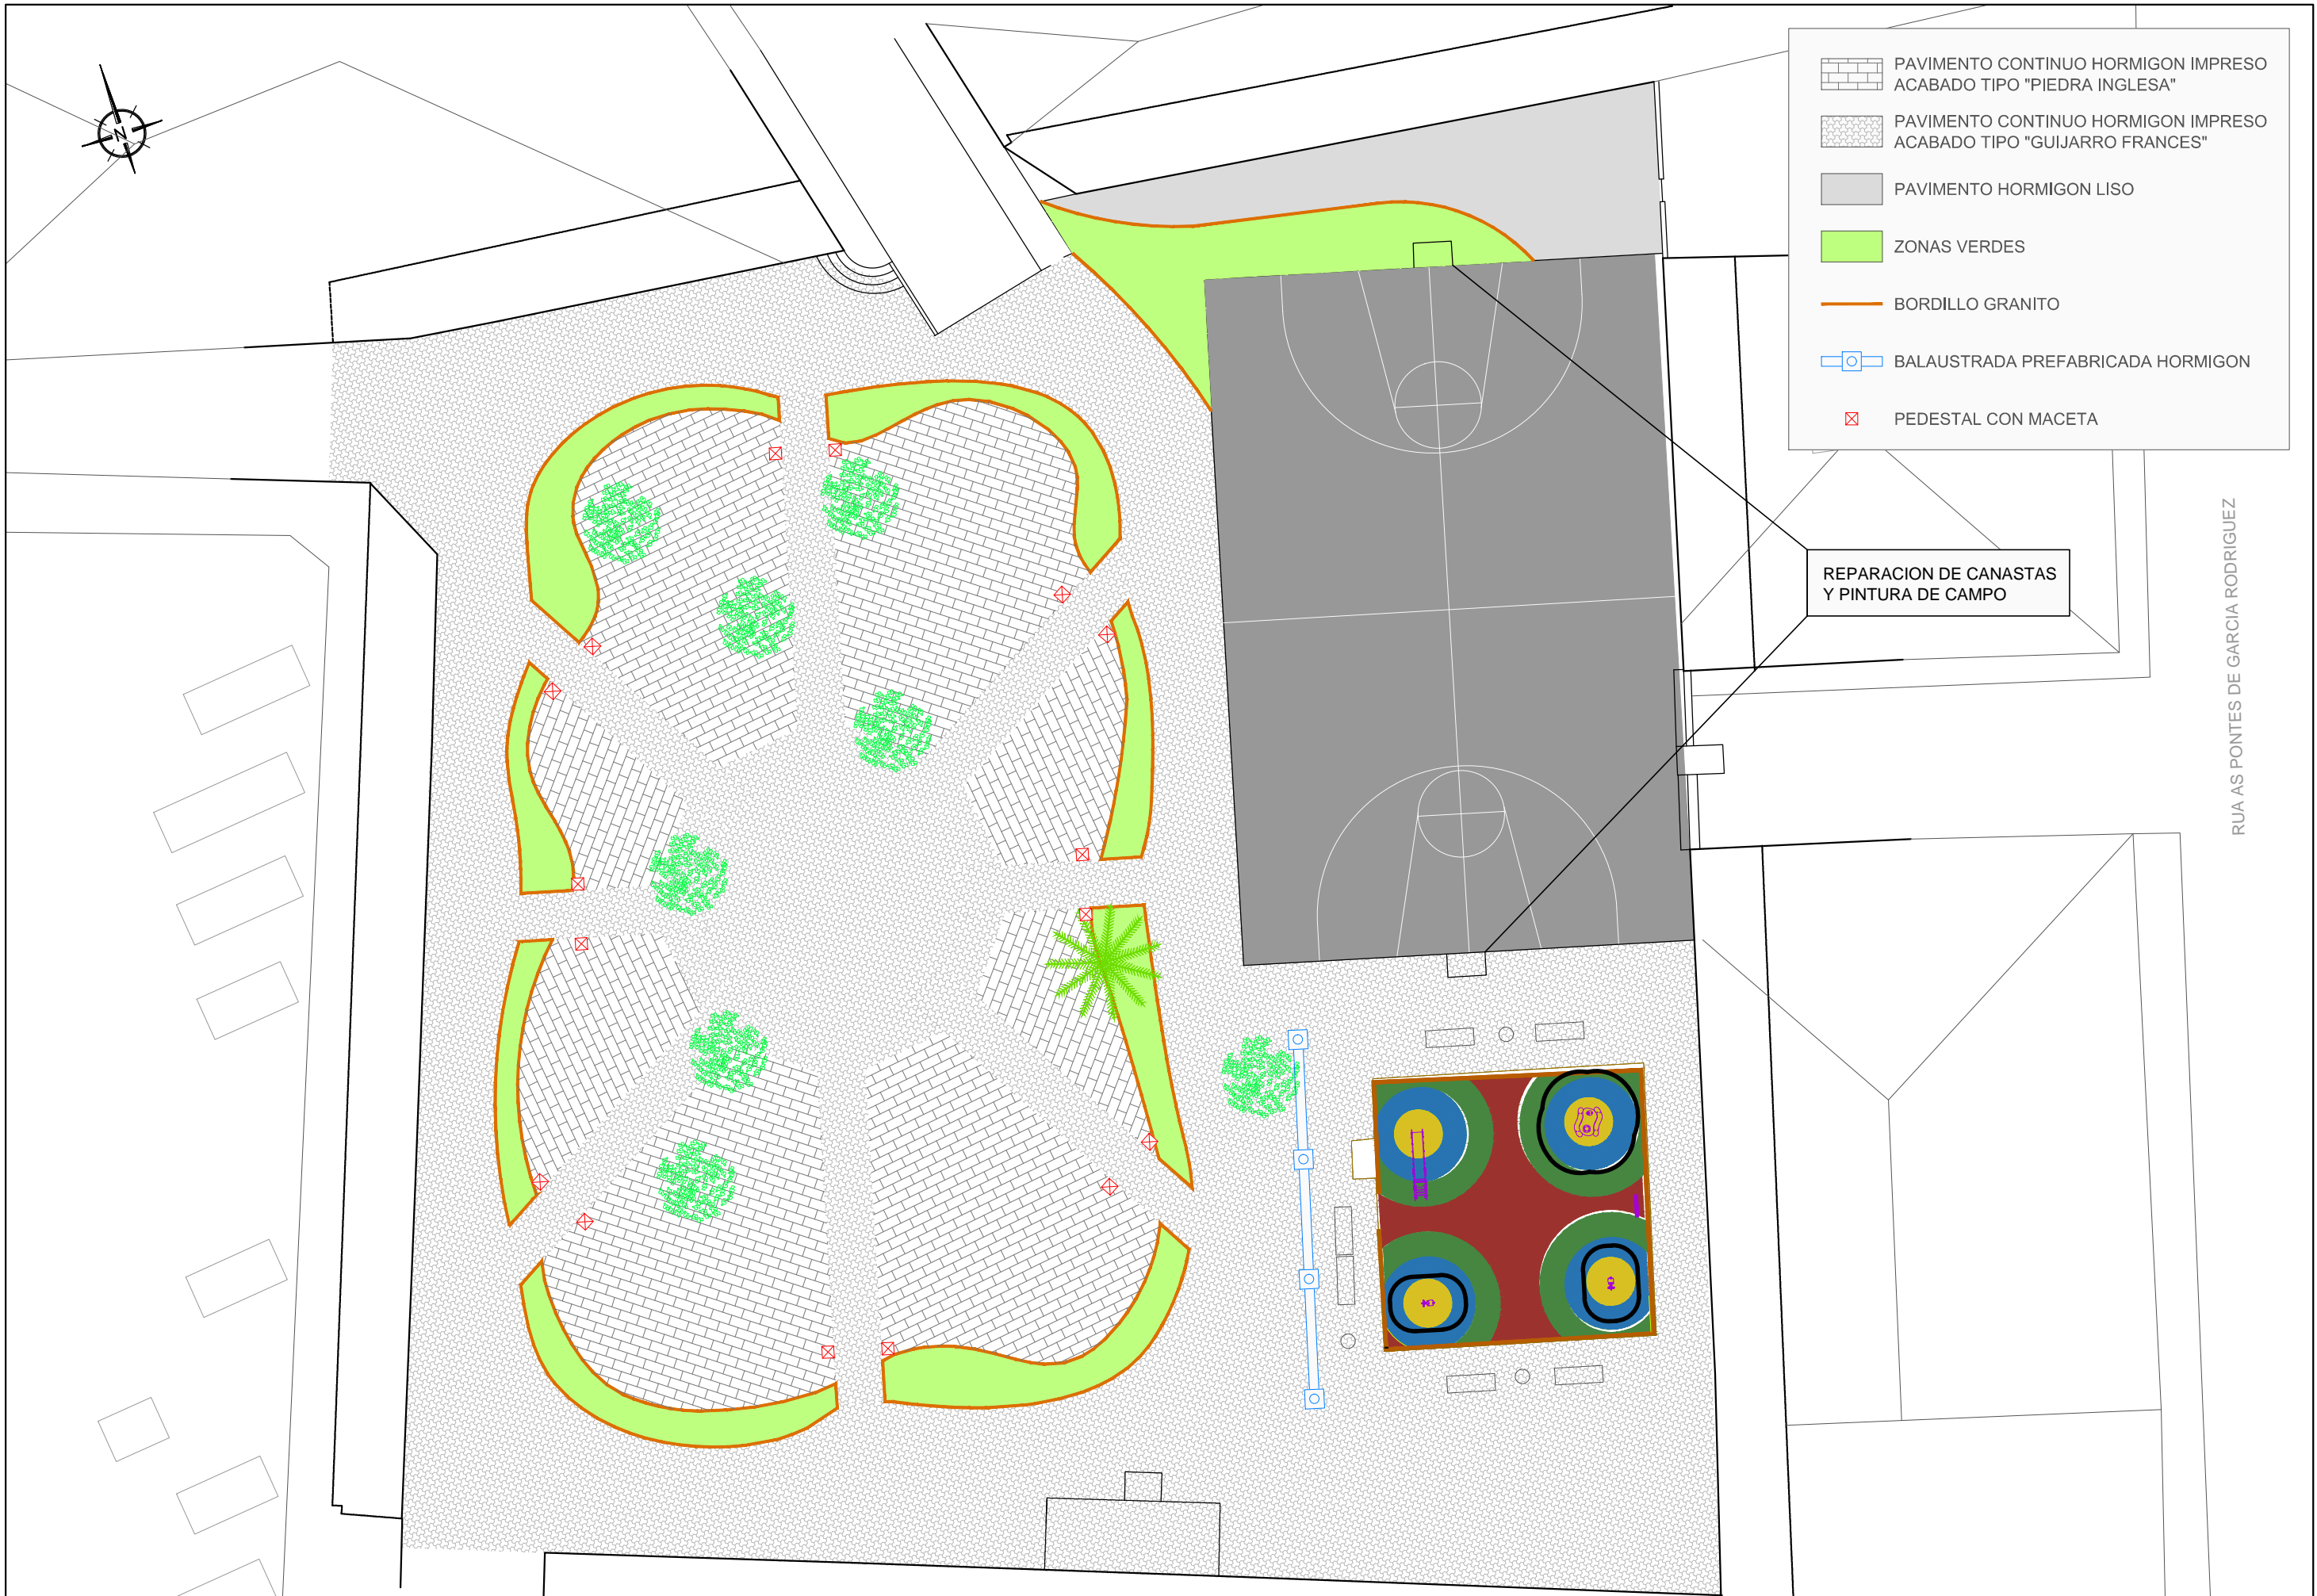 N
PAVIMENTO CONTINUO HORMIGON IMPRESO
ACABADO TIPO "PIEDRA INGLESA"
PAVIMENTO CONTINUO HORMIGON IMPRESO
ACABADO TIPO "GUIJARRO FRANCES"
PAVIMENTO HORMIGON LISO
ZONAS VERDES
BORDILLO GRANITO
BALAUSTRADA PREFABRICADA HORMIGON
PEDESTAL CON MACETA
REPARACION DE CANASTAS
Y PINTURA DE CAMPO
RUA AS PONTES DE GARCIA RODRIGUEZ